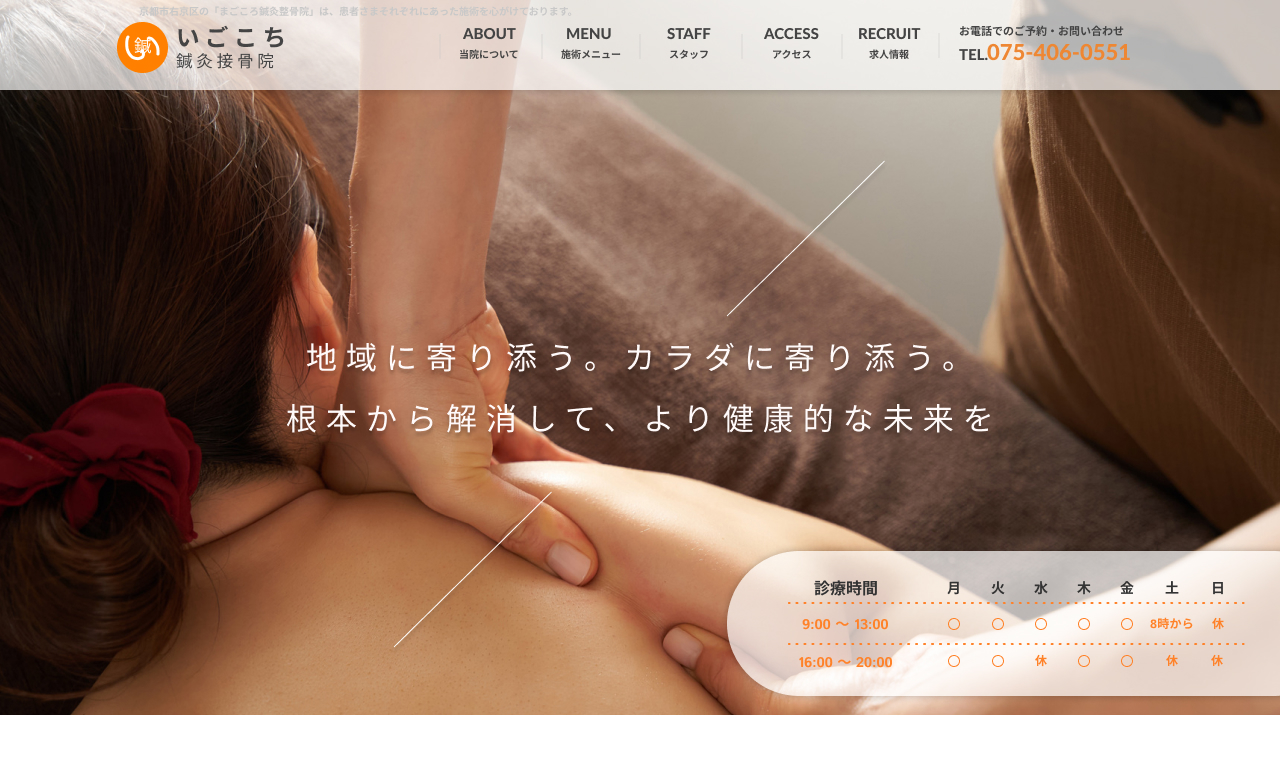 京都市右京区の「まごころ鍼灸整骨院」は、患者さまそれぞれにあった施術を心がけております。
鍼
いごこち
鍼灸接骨院
ABOUT MENU STAFF ACCESS RECRUIT
当院について 施術メニュー スタッフ アクセス 求人情報
お電話でのご予約・お問い合わせ
TEL.075-406-0551
地域に寄り添う。カラダに寄り添う。
根本から解消して、より健康的な未来を
診療時間 月 火 水 木 金 土 日
9:00 〜 13:00 〇 〇 〇 〇 〇 8時から 休
16:00 〜 20:00 〇 〇 休 〇 〇 休 休